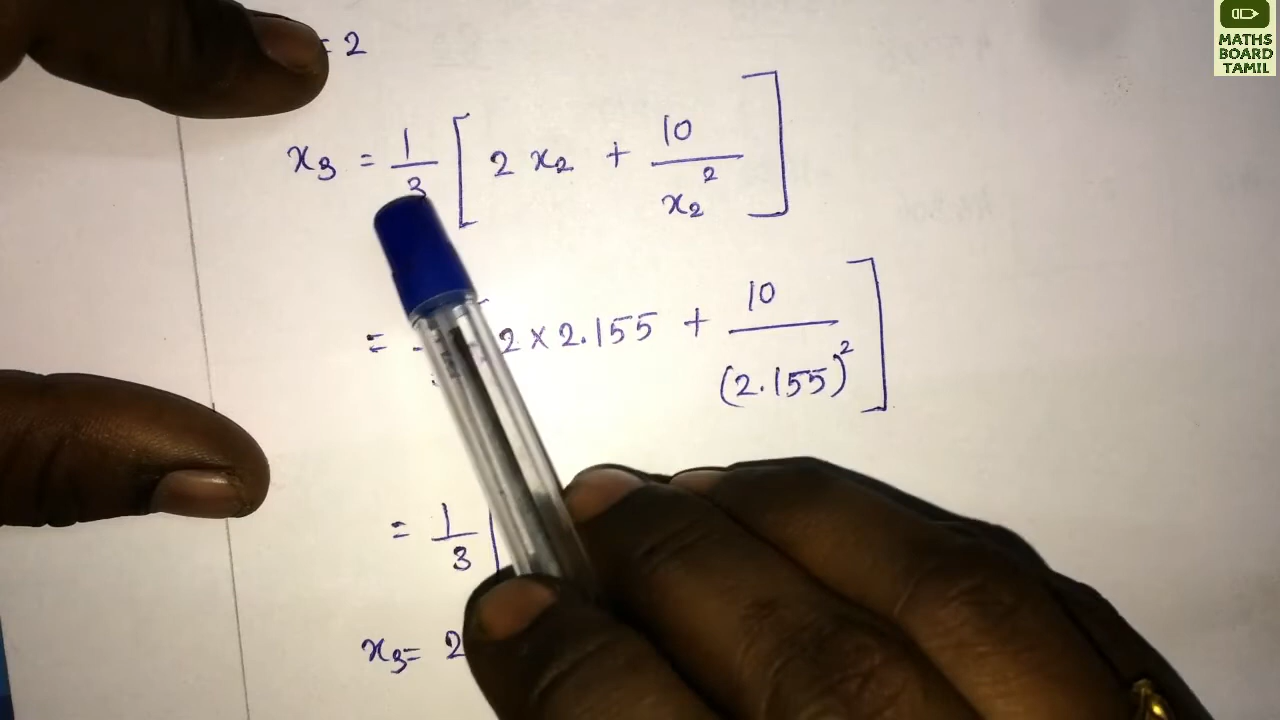 = 2
x₃ = 1/3 [ 2 x₂ + 10/x₂² ]
= 2 × 2.155 + 10/(2.155)² ]
= 1/3 [
x₃ = 2
MATHS
BOARD
TAMIL